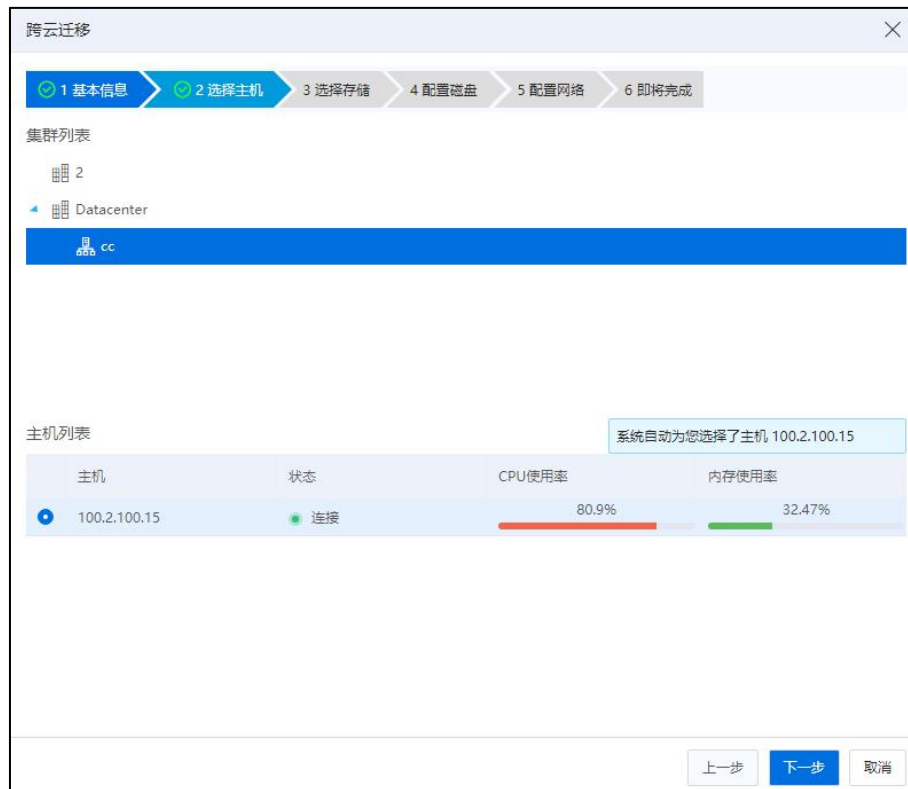 跨云迁移
1 基本信息 2 选择主机 3 选择存储 4 配置磁盘 5 配置网络 6 即将完成
集群列表
2
Datacenter
cc
主机列表 系统自动为您选择了主机 100.2.100.15
主机 状态 CPU使用率 内存使用率
100.2.100.15 连接 80.9% 32.47%
上一步 下一步 取消